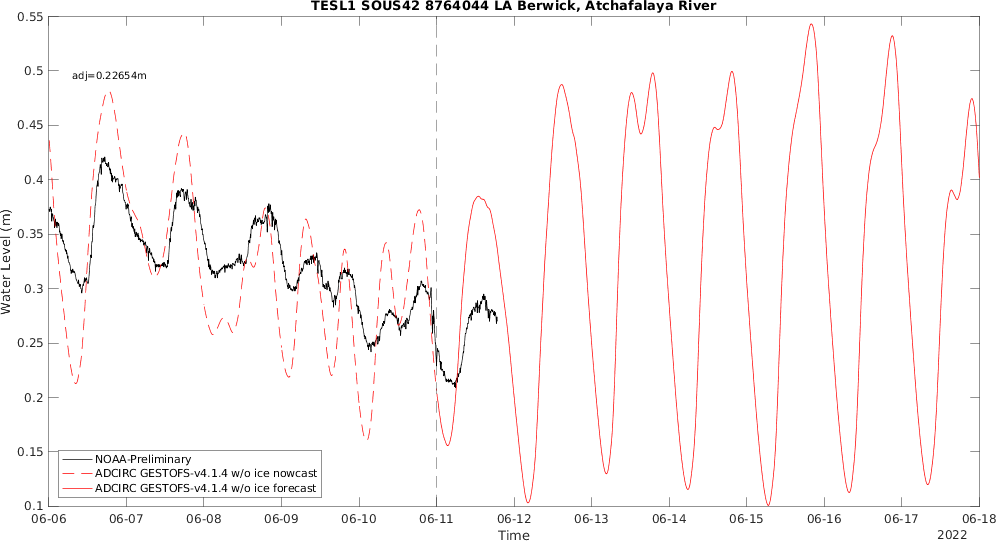 TESL1 SOUS42 8764044 LA Berwick, Atchafalaya River
0.55
0.5
0.45
0.4
0.35
0.3
0.25
0.2
0.15
0.1
Water Level (m)
adj=0.22654m
NOAA-Preliminary
ADCIRC GESTOFS-v4.1.4 w/o ice nowcast
ADCIRC GESTOFS-v4.1.4 w/o ice forecast
06-06 06-07 06-08 06-09 06-10 06-11 06-12 06-13 06-14 06-15 06-16 06-17 06-18
Time
2022